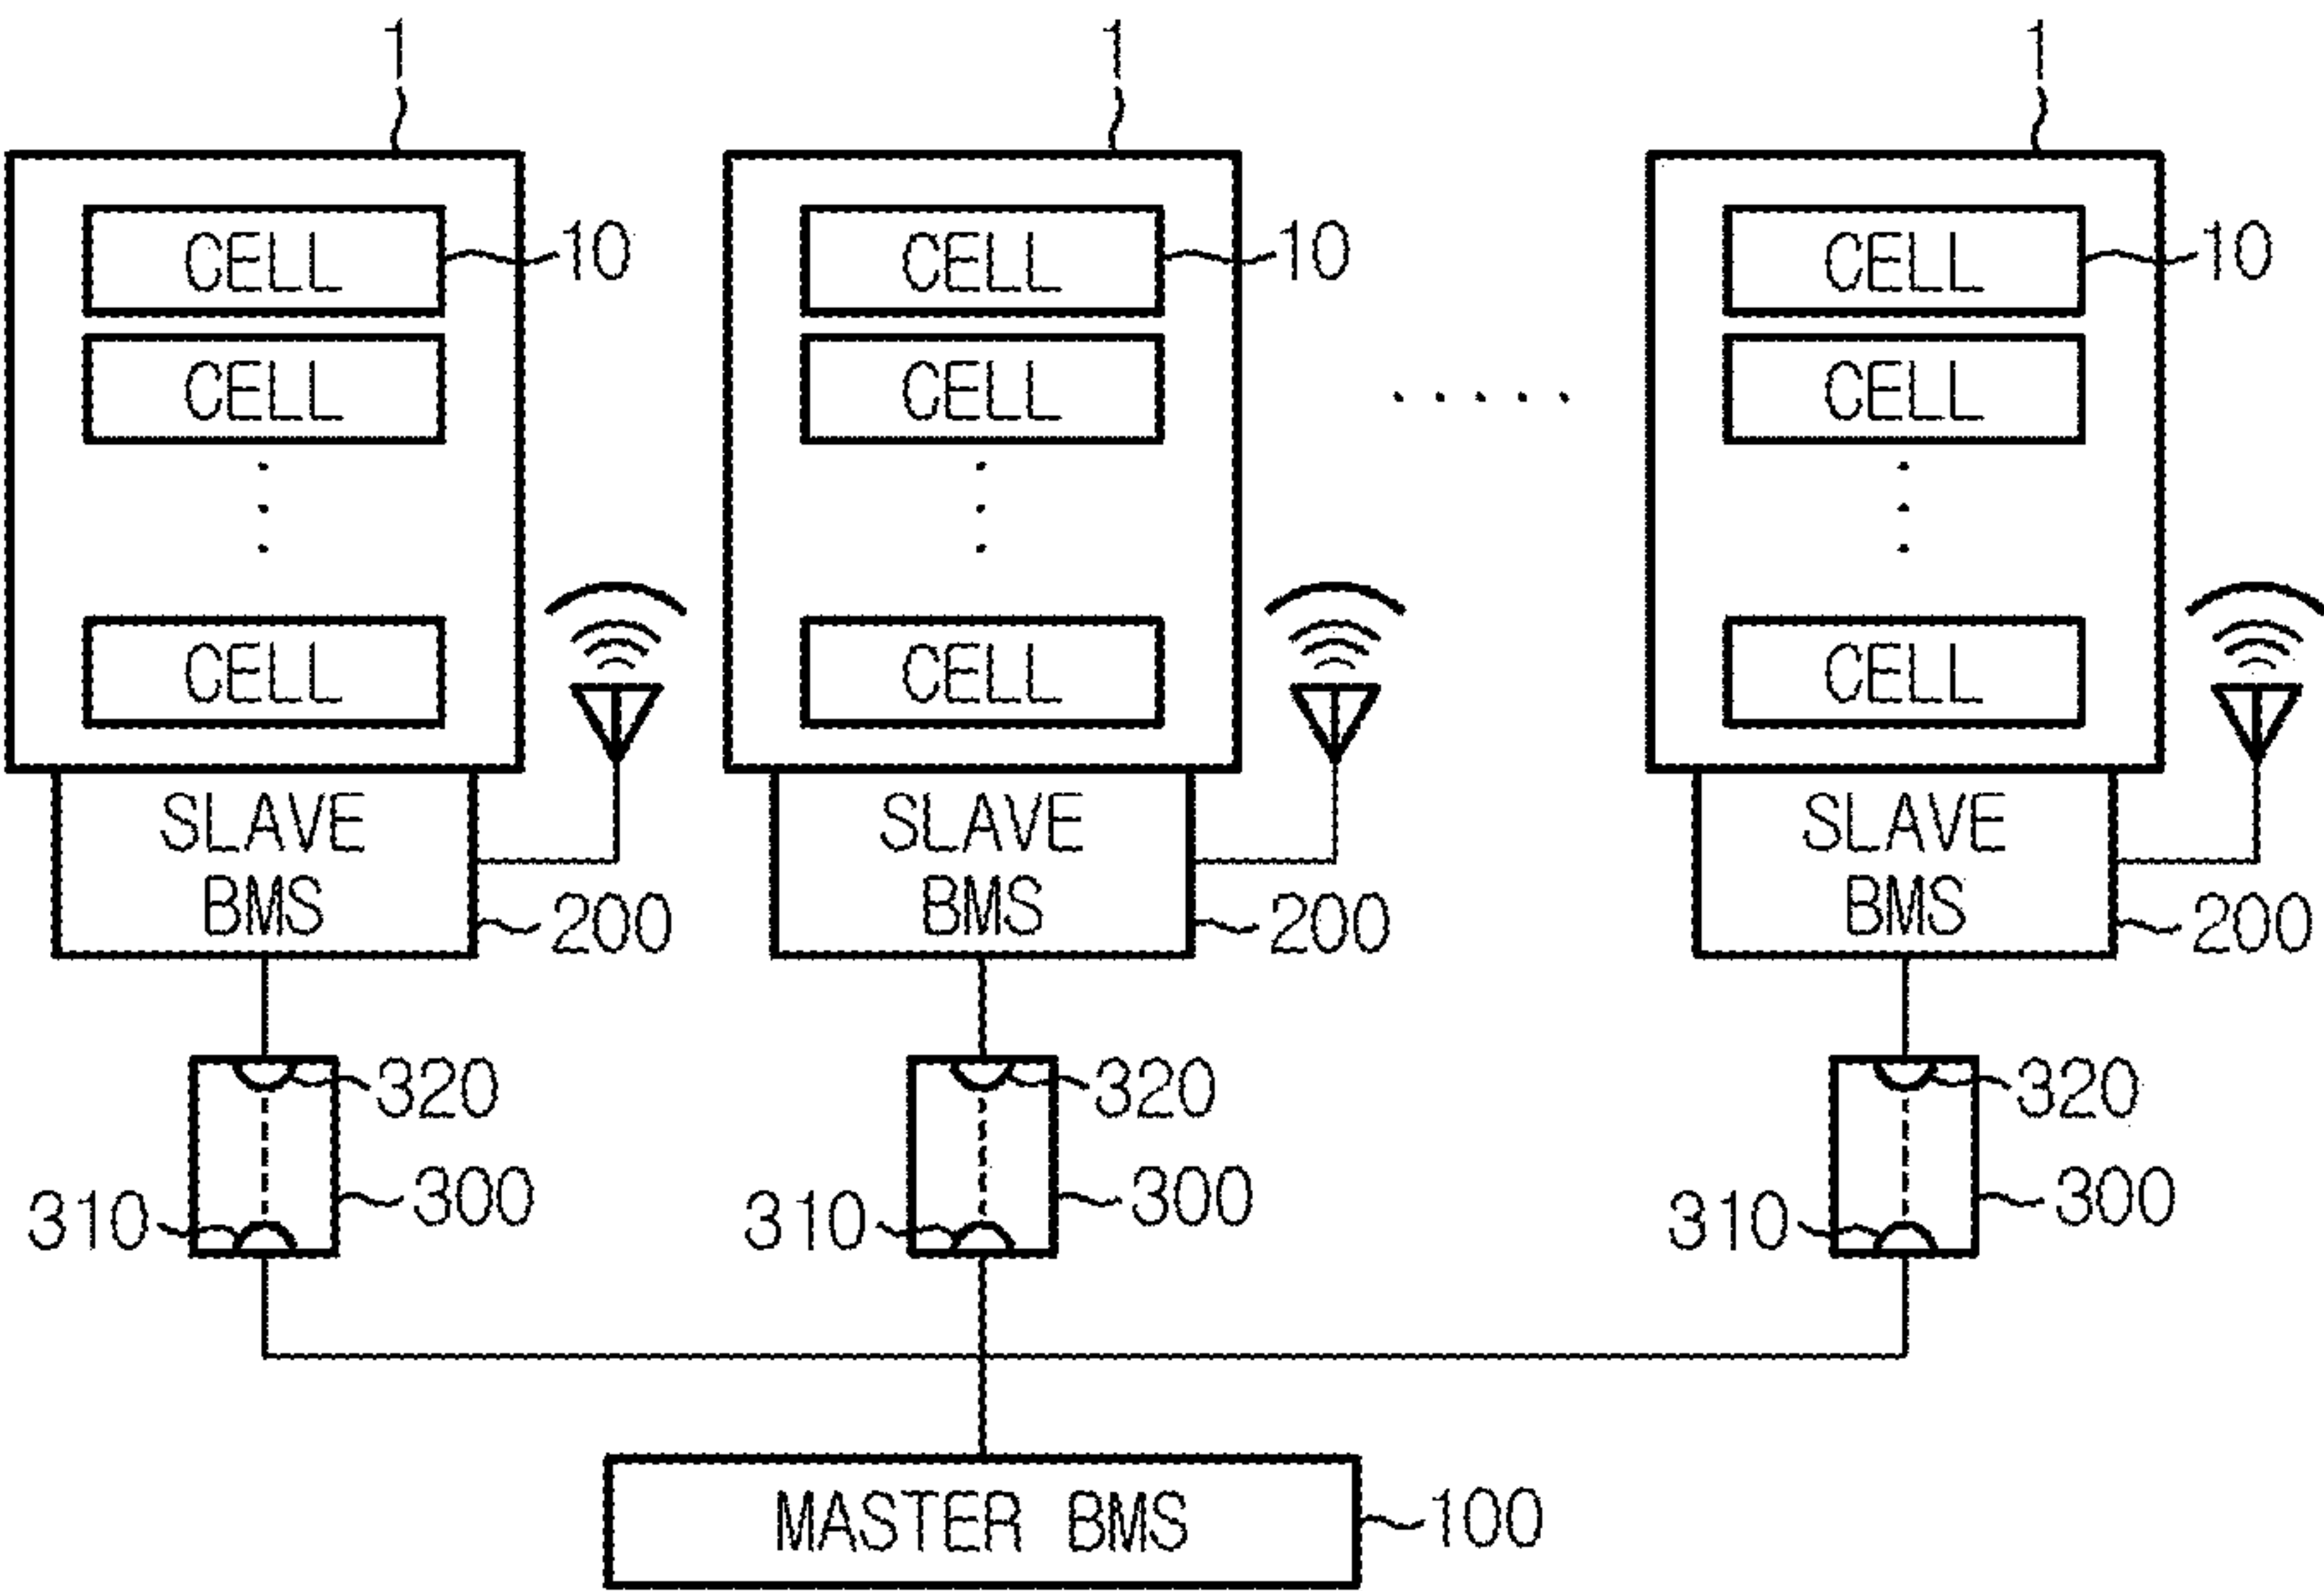 1 1 1
CELL 10 CELL 10 CELL 10
CELL CELL CELL
CELL CELL CELL
SLAVE SLAVE SLAVE
BMS 200 BMS 200 BMS 200
320 320 320
310 300 310 300 310 300
MASTER BMS 100